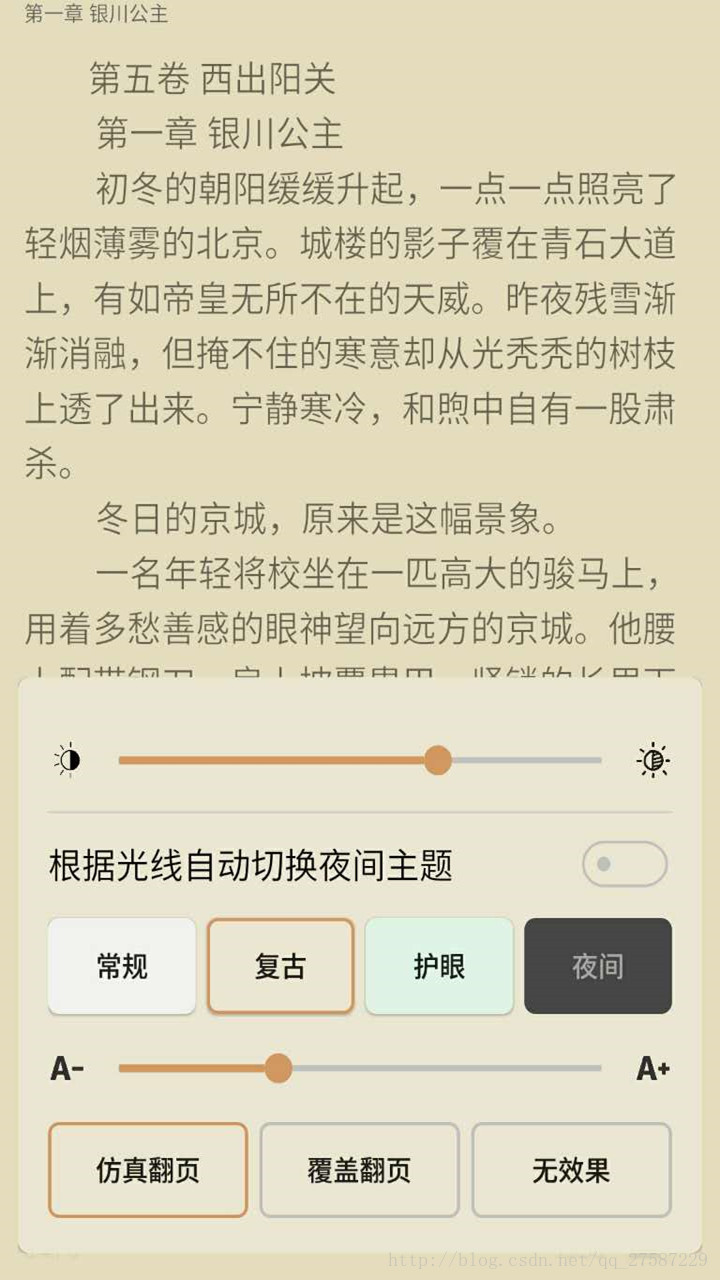 第一章 银川公主
第五卷 西出阳关
第一章 银川公主
初冬的朝阳缓缓升起，一点一点照亮了
轻烟薄雾的北京。城楼的影子覆在青石大道
上，有如帝皇无所不在的天威。昨夜残雪渐
渐消融，但掩不住的寒意却从光秃秃的树枝
上透了出来。宁静寒冷，和煦中自有一股肃
杀。
冬日的京城，原来是这幅景象。
一名年轻将校坐在一匹高大的骏马上，
用着多愁善感的眼神望向远方的京城。他腰
根据光线自动切换夜间主题
常规 复古 护眼 夜间
A- A+
仿真翻页 覆盖翻页 无效果
http://blog.csdn.net/qq_27587229